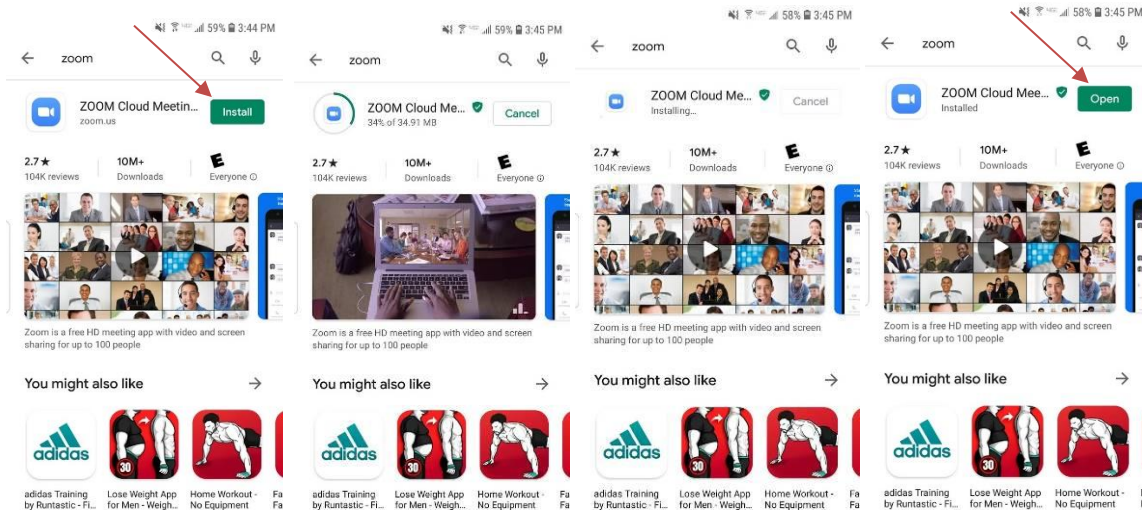 59% 3:44 PM
zoom
ZOOM Cloud Meetin...
zoom.us
Install
2.7★ 10M+ E
104K reviews Downloads Everyone
Zoom is a free HD meeting app with video and screen
sharing for up to 100 people
You might also like
adidas
30
adidas Training Lose Weight App Home Workout -
by Runtastic - Fi... for Men - Weigh... No Equipment
59% 3:45 PM
zoom
ZOOM Cloud Me...
34% of 34.91 MB
Cancel
2.7★ 10M+ E
104K reviews Downloads Everyone
Zoom is a free HD meeting app with video and screen
sharing for up to 100 people
You might also like
adidas
30
adidas Training Lose Weight App Home Workout - Fa
by Runtastic - Fi... for Men - Weigh... No Equipment Fa
58% 3:45 PM
zoom
ZOOM Cloud Me...
Installing...
Cancel
2.7★ 10M+ E
104K reviews Downloads Everyone
Zoom is a free HD meeting app with video and screen
sharing for up to 100 people
You might also like
adidas
30
adidas Training Lose Weight App Home Workout - Fa
by Runtastic - Fi... for Men - Weigh... No Equipment Fa
58% 3:45 PM
zoom
ZOOM Cloud Mee...
Installed
Open
2.7★ 10M+ E
104K reviews Downloads Everyone
Zoom is a free HD meeting app with video and screen
sharing for up to 100 people
You might also like
adidas
30
adidas Training Lose Weight App Home Workout -
by Runtastic - Fi... for Men - Weigh... No Equipment